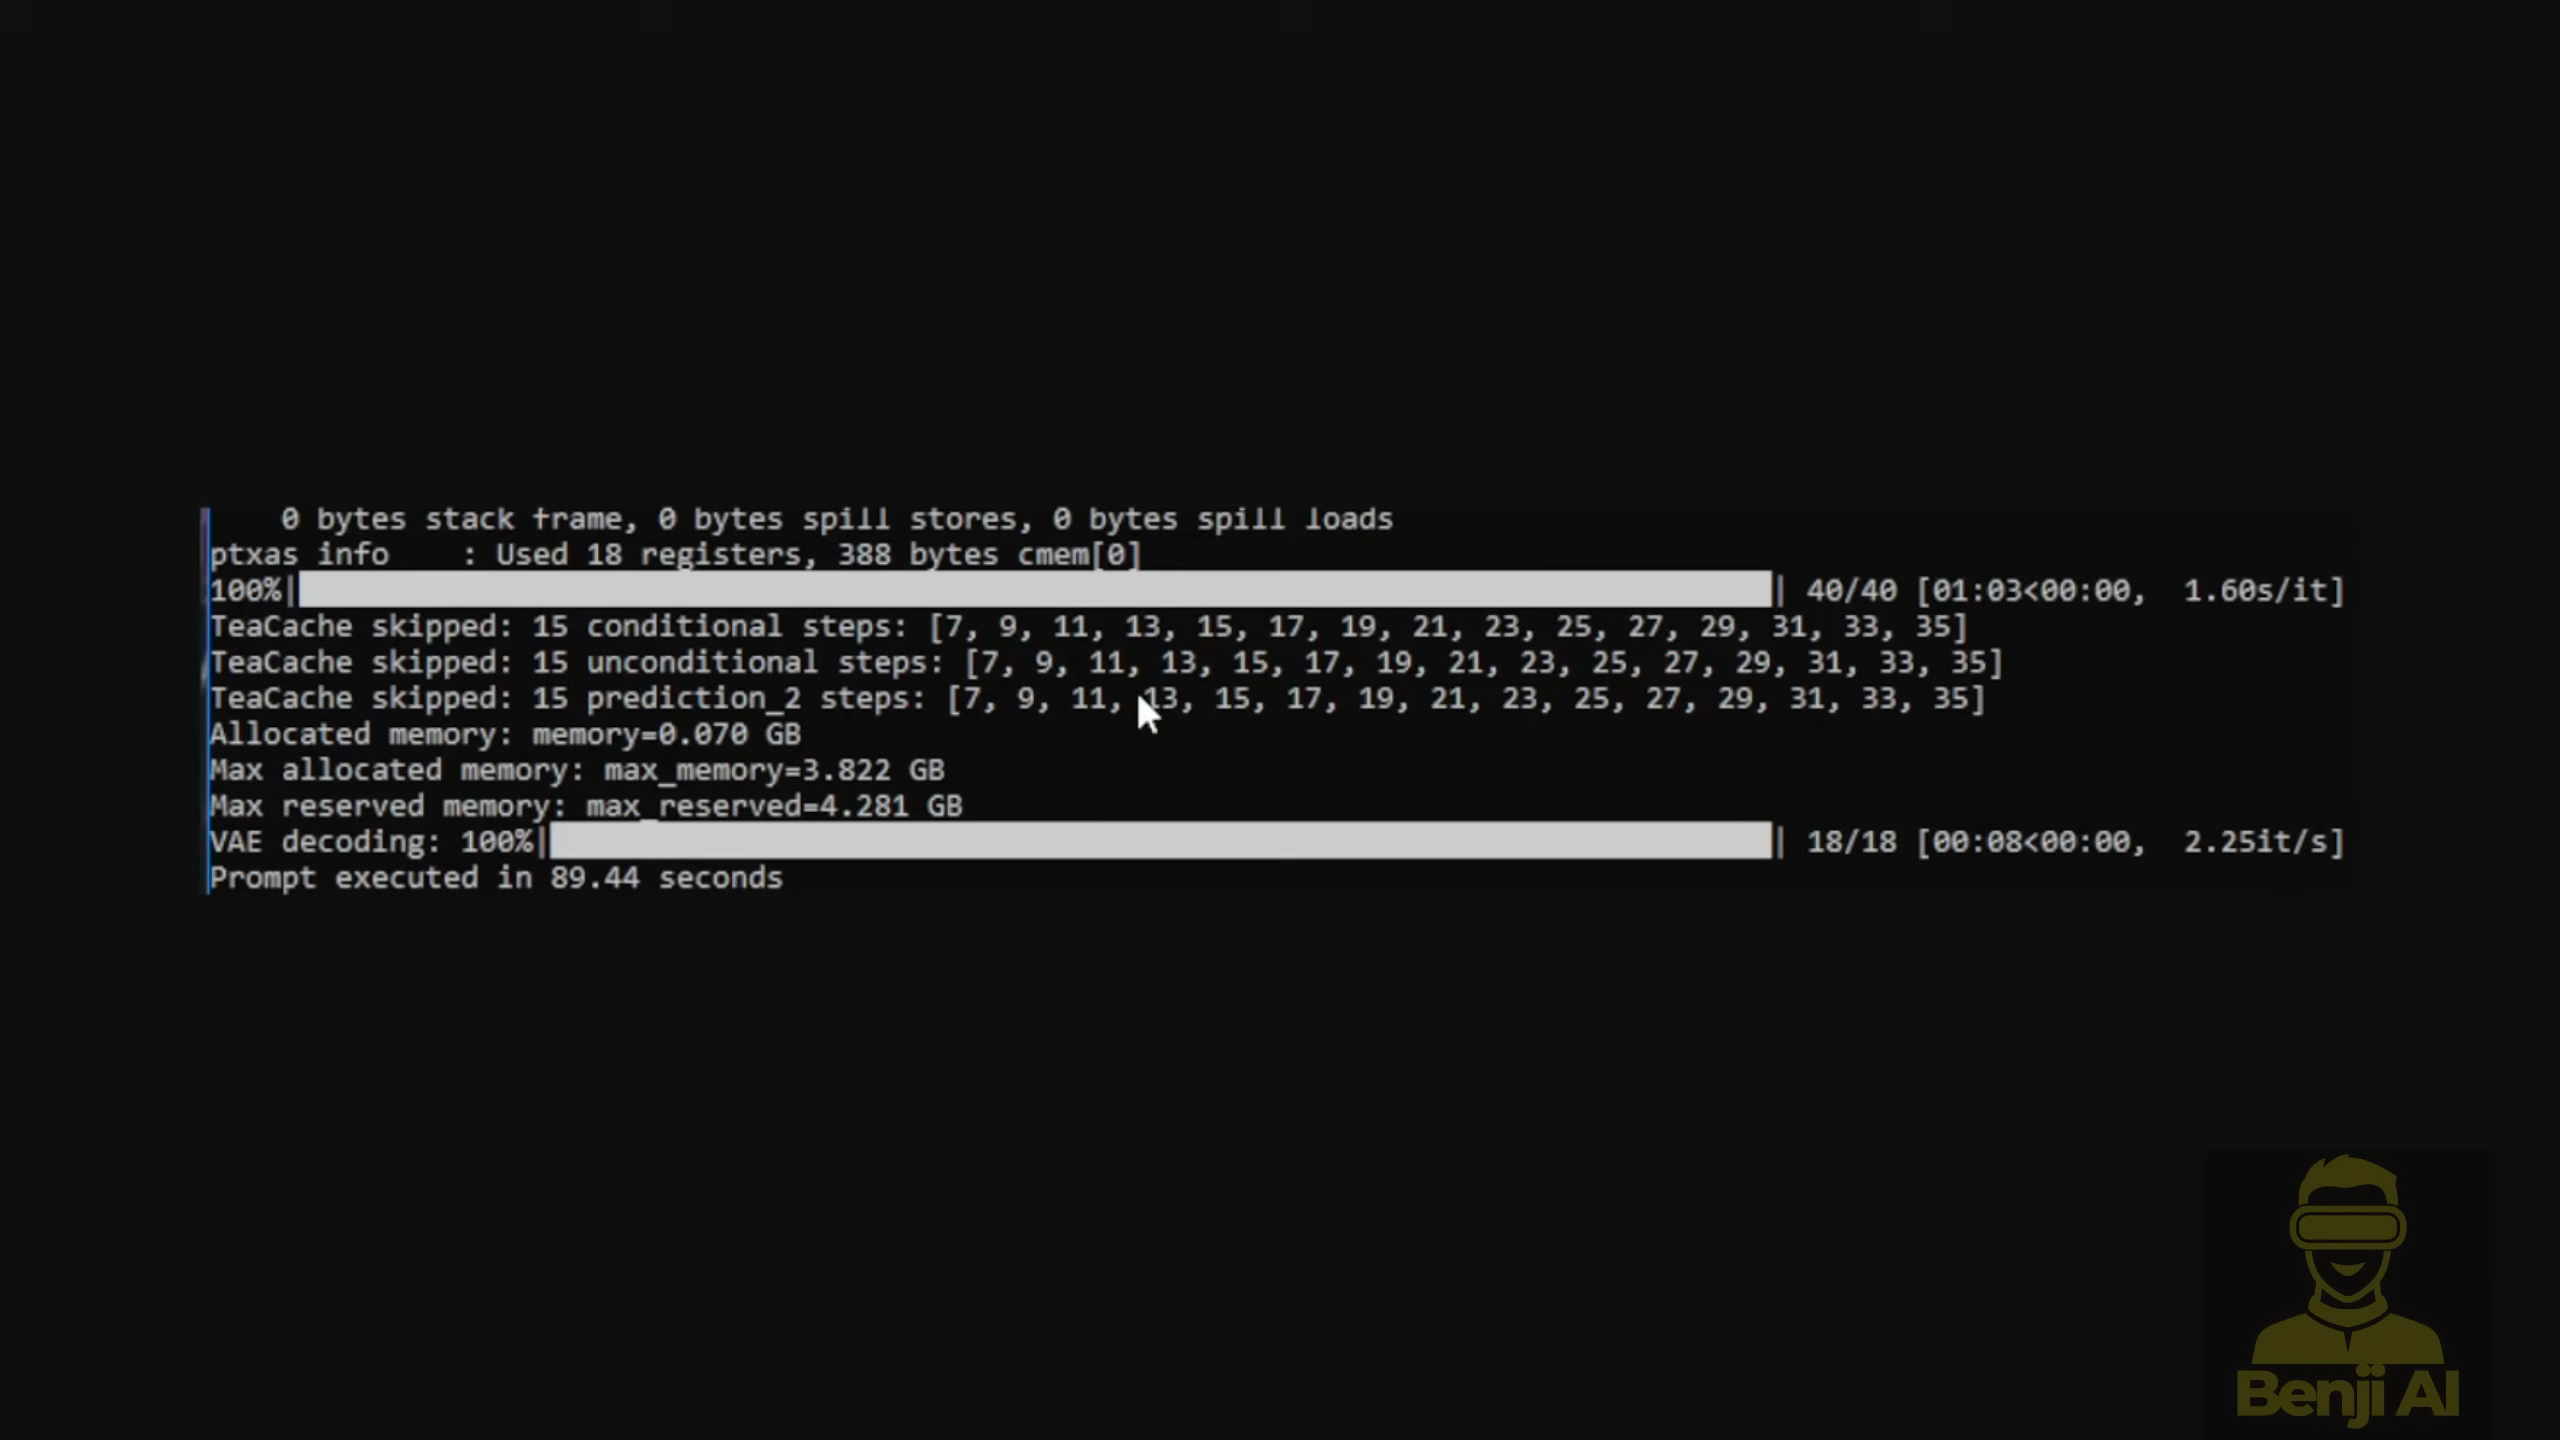 0 bytes stack frame, 0 bytes spill stores, 0 bytes spill loads
ptxas info    : Used 18 registers, 388 bytes cmem[0]
100%| | 40/40 [01:03<00:00,  1.60s/it]
TeaCache skipped: 15 conditional steps: [7, 9, 11, 13, 15, 17, 19, 21, 23, 25, 27, 29, 31, 33, 35]
TeaCache skipped: 15 unconditional steps: [7, 9, 11, 13, 15, 17, 19, 21, 23, 25, 27, 29, 31, 33, 35]
TeaCache skipped: 15 prediction_2 steps: [7, 9, 11, 13, 15, 17, 19, 21, 23, 25, 27, 29, 31, 33, 35]
Allocated memory: memory=0.070 GB
Max allocated memory: max_memory=3.822 GB
Max reserved memory: max_reserved=4.281 GB
VAE decoding: 100%| | 18/18 [00:08<00:00,  2.25it/s]
Prompt executed in 89.44 seconds
Benji AI